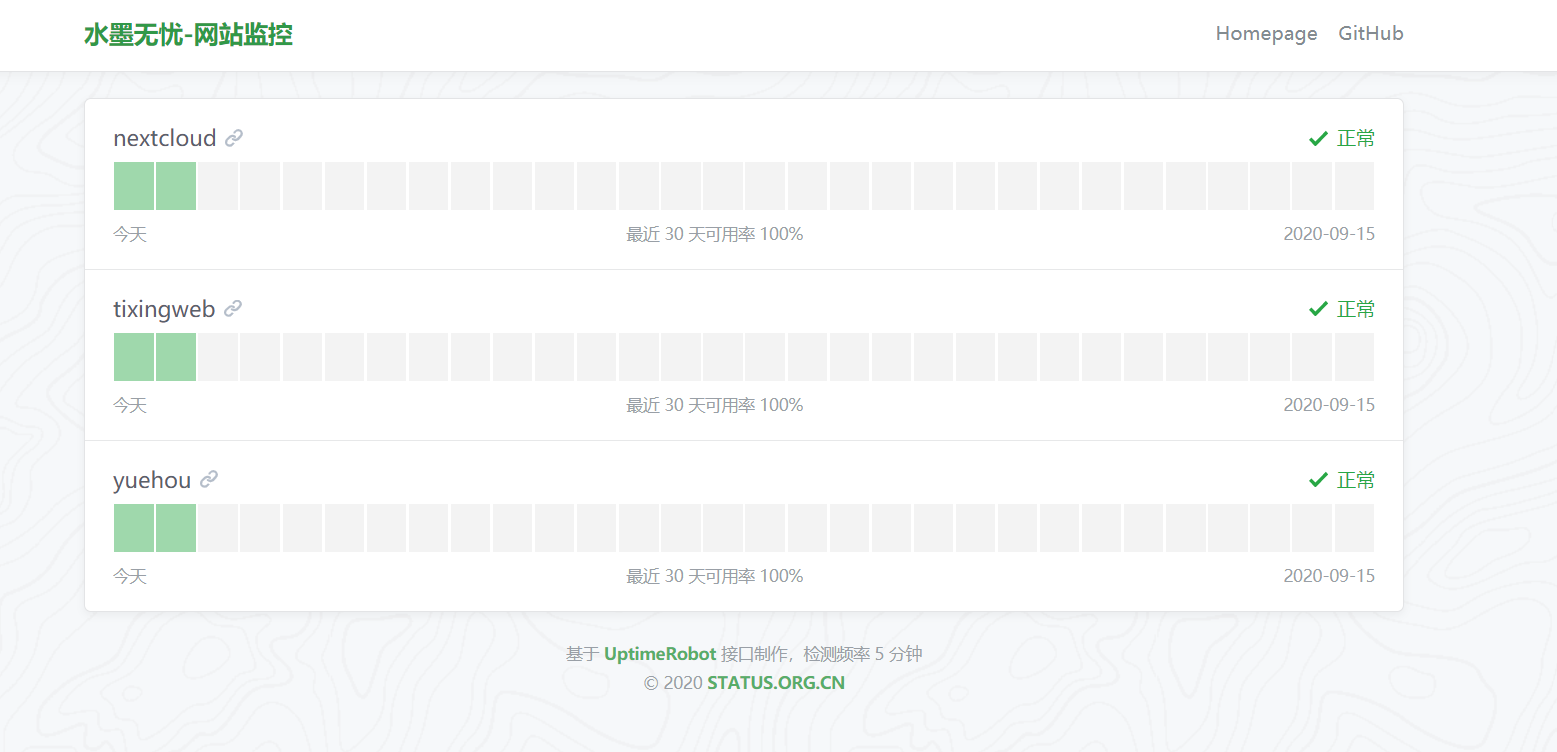 水墨无忧-网站监控
Homepage GitHub
nextcloud 正常
今天 最近 30 天可用率 100% 2020-09-15
tixingweb 正常
今天 最近 30 天可用率 100% 2020-09-15
yuehou 正常
今天 最近 30 天可用率 100% 2020-09-15
基于 UptimeRobot 接口制作，检测频率 5 分钟
© 2020 STATUS.ORG.CN